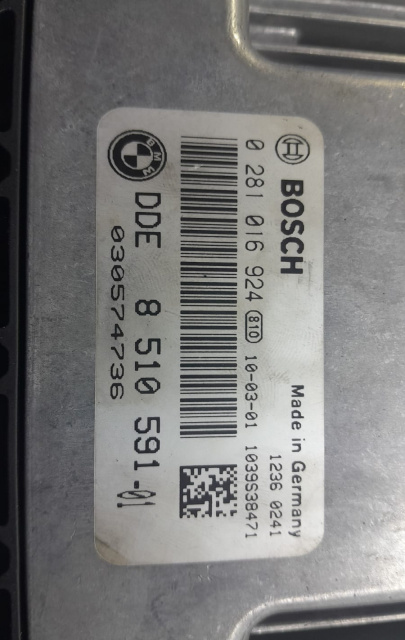 BOSCH
Made in Germany
1236 0241
0 281 016 924 810 10-03-01 1039S38471
BMW
DDE 8 510 591-01
030574736